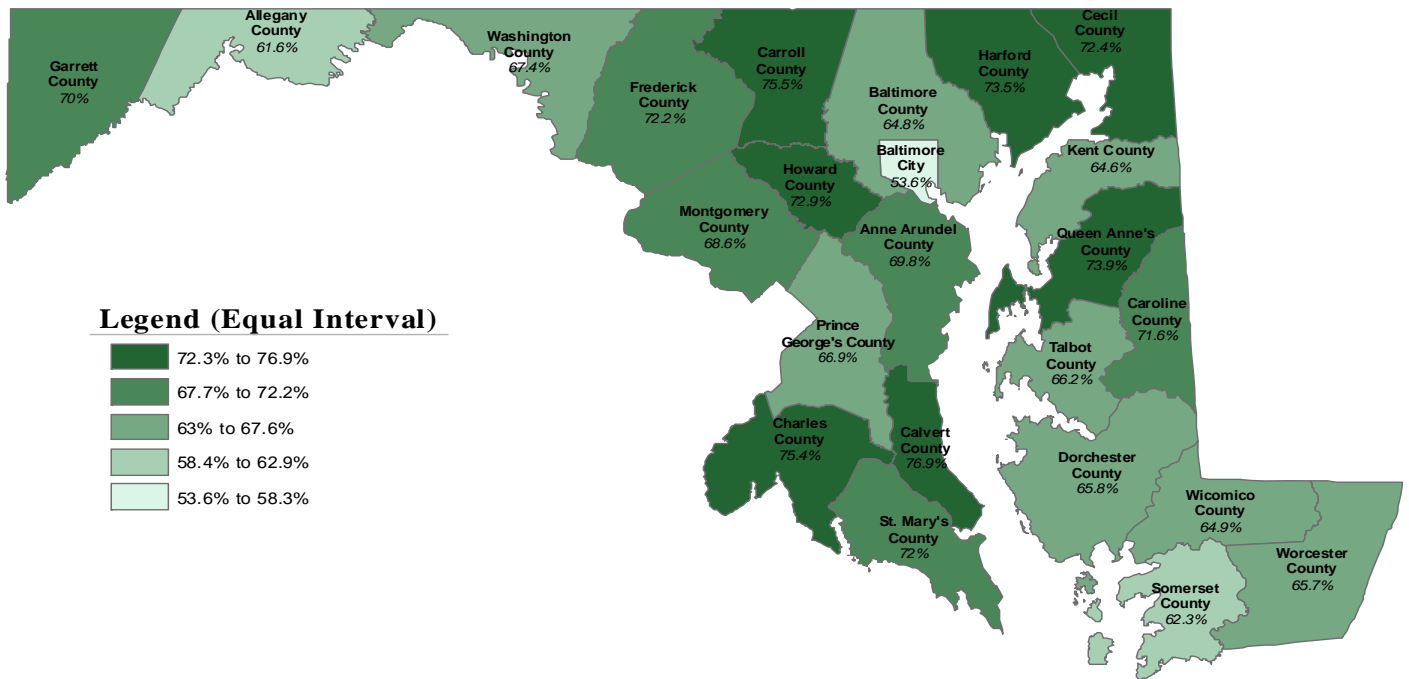 Allegany
County
61.6%
Garrett
County
70%
Washington
County
67.4%
Frederick
County
72.2%
Carroll
County
75.5%
Baltimore
County
64.8%
Baltimore
City
53.6%
Harford
County
73.5%
Cecil
County
72.4%
Kent County
64.6%
Howard
County
72.9%
Montgomery
County
68.6%
Anne Arundel
County
69.8%
Queen Anne's
County
73.9%
Caroline
County
71.6%
Prince
George's County
66.9%
Talbot
County
66.2%
Charles
County
75.4%
Calvert
County
76.9%
Dorchester
County
65.8%
Wicomico
County
64.9%
St. Mary's
County
72%
Worcester
County
65.7%
Somerset
County
62.3%
Legend (Equal Interval)
72.3% to 76.9%
67.7% to 72.2%
63% to 67.6%
58.4% to 62.9%
53.6% to 58.3%